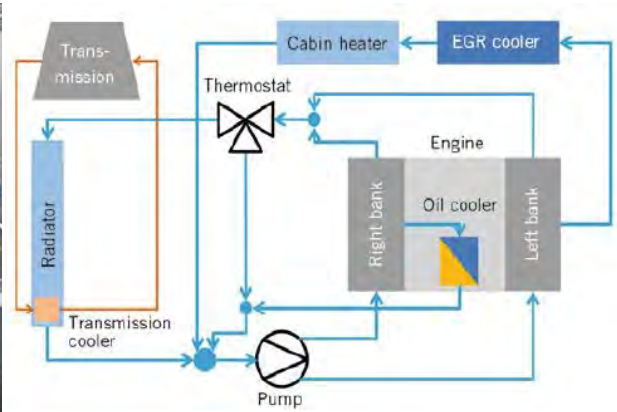 Trans-
mission
Cabin heater
EGR cooler
Thermostat
Engine
Radiator
Right bank
Oil cooler
Left bank
Transmission
cooler
Pump